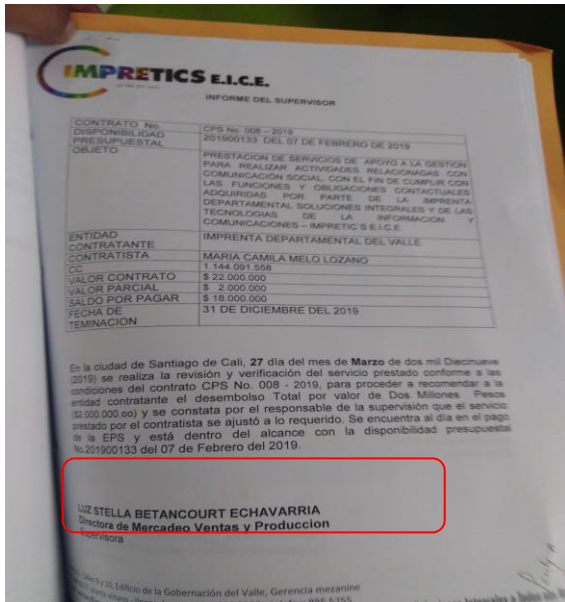 IMPRETICS E.I.C.E.
INFORME DEL SUPERVISOR
CONTRATO No. CPS No. 008 – 2019
DISPONIBILIDAD PRESUPUESTAL 201900133 DEL 07 DE FEBRERO DE 2019
OBJETO PRESTACION DE SERVICIOS DE APOYO A LA GESTION
PARA REALIZAR ACTIVIDADES RELACIONADAS CON
COMUNICACIÓN SOCIAL, CON EL FIN DE CUMPLIR CON
LAS FUNCIONES Y OBLIGACIONES CONTACTUALES
ADQUIRIDAS POR PARTE DE LA IMPRENTA
DEPARTAMENTAL SOLUCIONES INTEGRALES Y DE LAS
TECNOLOGIAS DE LA INFORMACION Y
COMUNICACIONES – IMPRETIC'S E.I.C.E
ENTIDAD CONTRATANTE IMPRENTA DEPARTAMENTAL DEL VALLE
CONTRATISTA MARIA CAMILA MELO LOZANO
CC 1.144.091.558
VALOR CONTRATO $ 22.000.000
VALOR PARCIAL $ 2.000.000
SALDO POR PAGAR $ 18.000.000
FECHA DE TEMINACION 31 DE DICIEMBRE DEL 2019
En la ciudad de Santiago de Cali, 27 día del mes de Marzo de dos mil Diecinueve
(2019) se realiza la revisión y verificación del servicio prestado conforme a las
condiciones del contrato CPS No. 008 - 2019, para proceder a recomendar a la
entidad contratante el desembolso Total por valor de Dos Millones Pesos
($2.000.000.oo) y se constata por el responsable de la supervisión que el servicio
prestado por el contratista se ajustó a lo requerido. Se encuentra al día en el pago
de la EPS y está dentro del alcance con la disponibilidad presupuestal
No.201900133 del 07 de Febrero del 2019.
LUZ STELLA BETANCOURT ECHAVARRIA
Directora de Mercadeo Ventas y Produccion
Supervisora
Edificio de la Gobernación del Valle, Gerencia mezanine